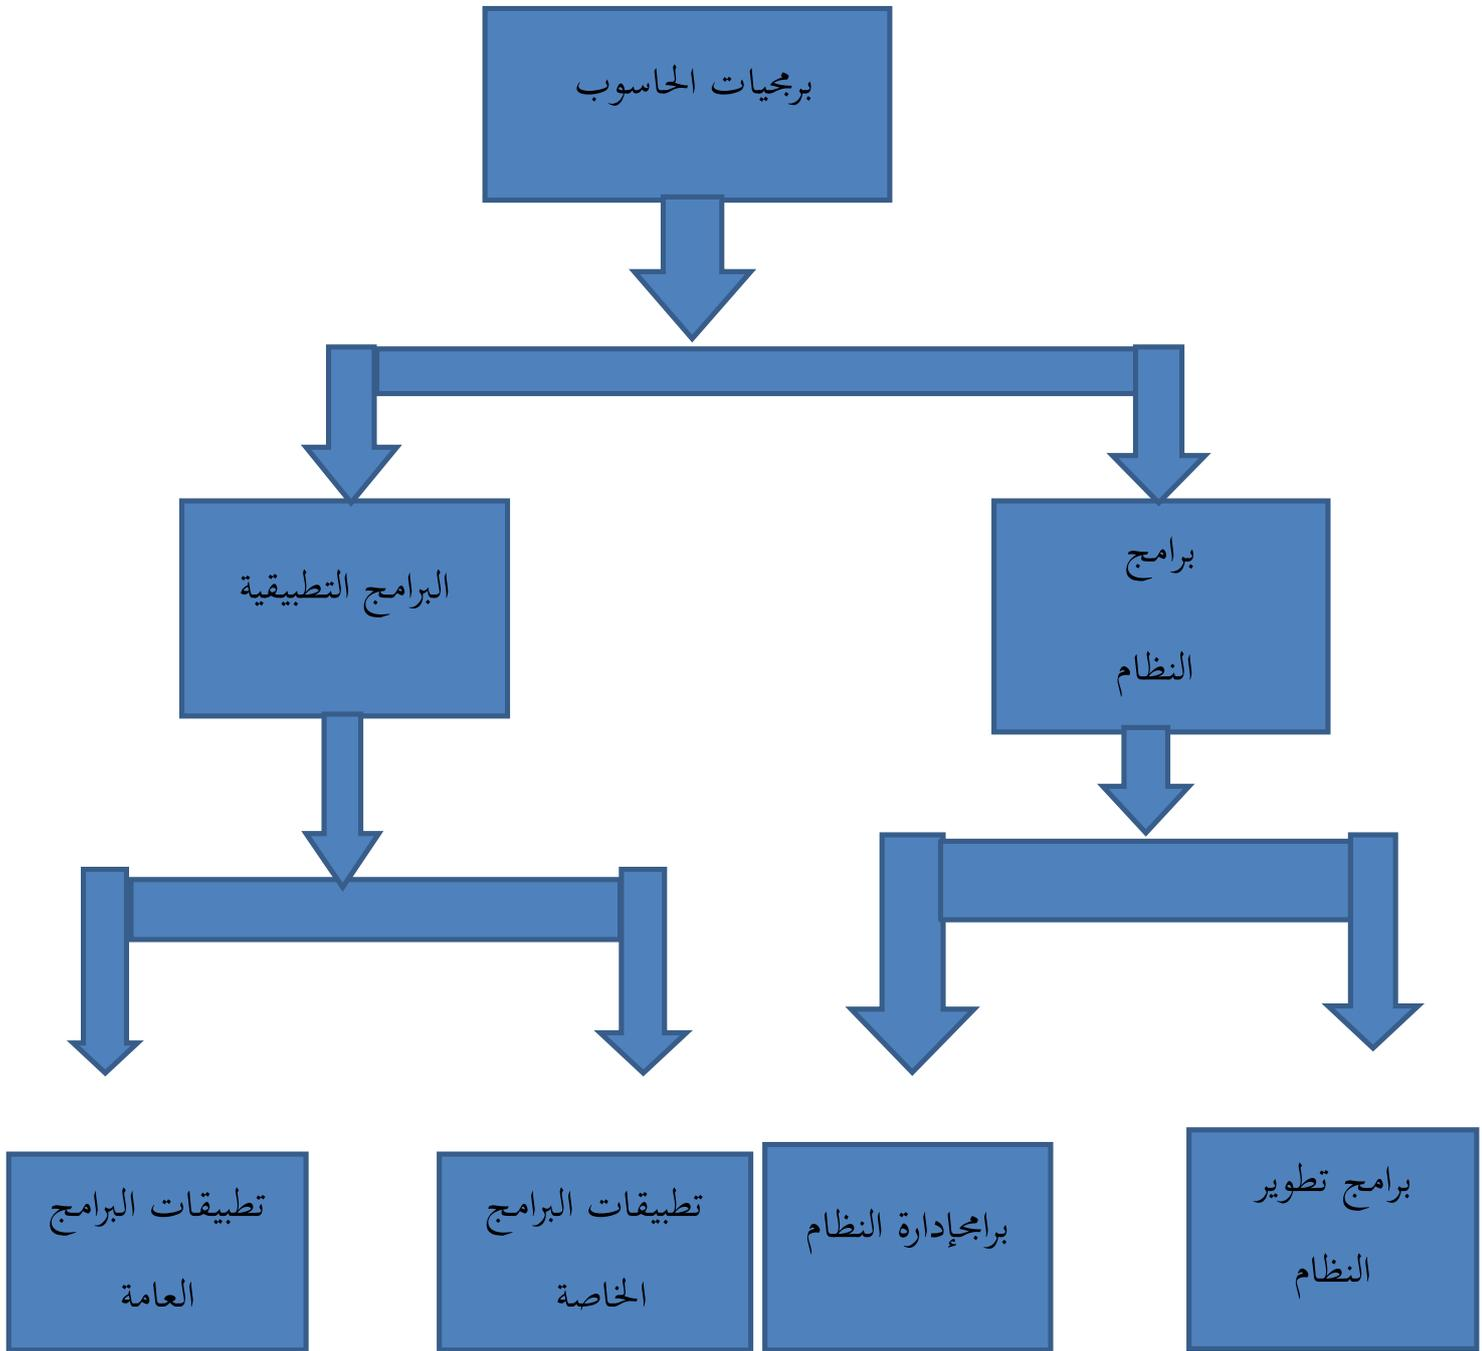 برمجيات الحاسوب
برامج
النظام
البرامج التطبيقية
برامج تطوير
النظام
برامجإدارة النظام
تطبيقات البرامج
الخاصة
تطبيقات البرامج
العامة